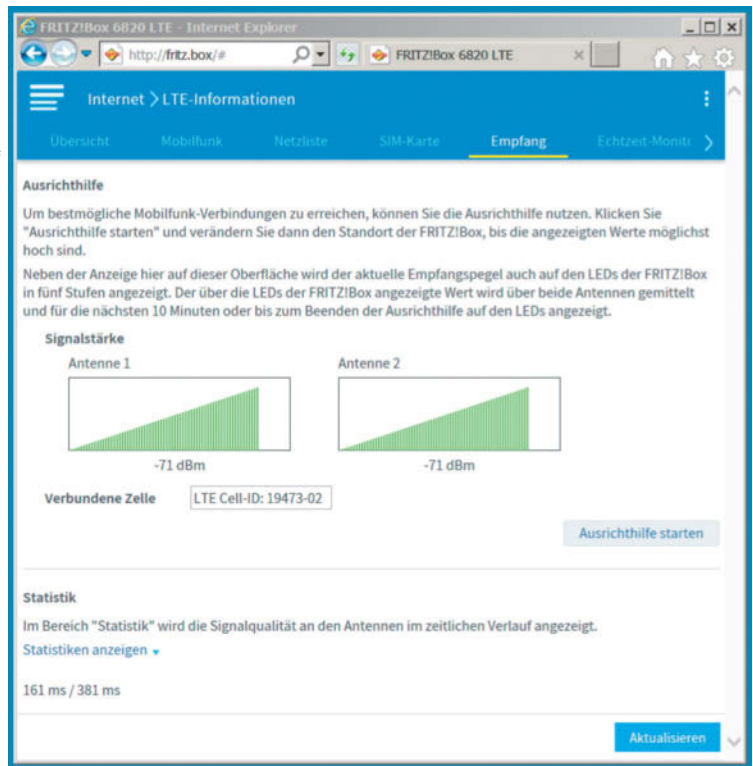 FRITZ!Box 6820 LTE - Internet Explorer
http://fritz.box/#
FRITZ!Box 6820 LTE
Internet > LTE-Informationen
Übersicht Mobilfunk Netzliste SIM-Karte Empfang Echtzeit-Monito
Ausrichthilfe
Um bestmögliche Mobilfunk-Verbindungen zu erreichen, können Sie die Ausrichthilfe nutzen. Klicken Sie
"Ausrichthilfe starten" und verändern Sie dann den Standort der FRITZ!Box, bis die angezeigten Werte möglichst
hoch sind.
Neben der Anzeige hier auf dieser Oberfläche wird der aktuelle Empfangspegel auch auf den LEDs der FRITZ!Box
in fünf Stufen angezeigt. Der über die LEDs der FRITZ!Box angezeigte Wert wird über beide Antennen gemittelt
und für die nächsten 10 Minuten oder bis zum Beenden der Ausrichthilfe auf den LEDs angezeigt.
Signalstärke
Antenne 1 Antenne 2
-71 dBm -71 dBm
Verbundene Zelle LTE Cell-ID: 19473-02
Ausrichthilfe starten
Statistik
Im Bereich "Statistik" wird die Signalqualität an den Antennen im zeitlichen Verlauf angezeigt.
Statistiken anzeigen
161 ms / 381 ms
Aktualisieren